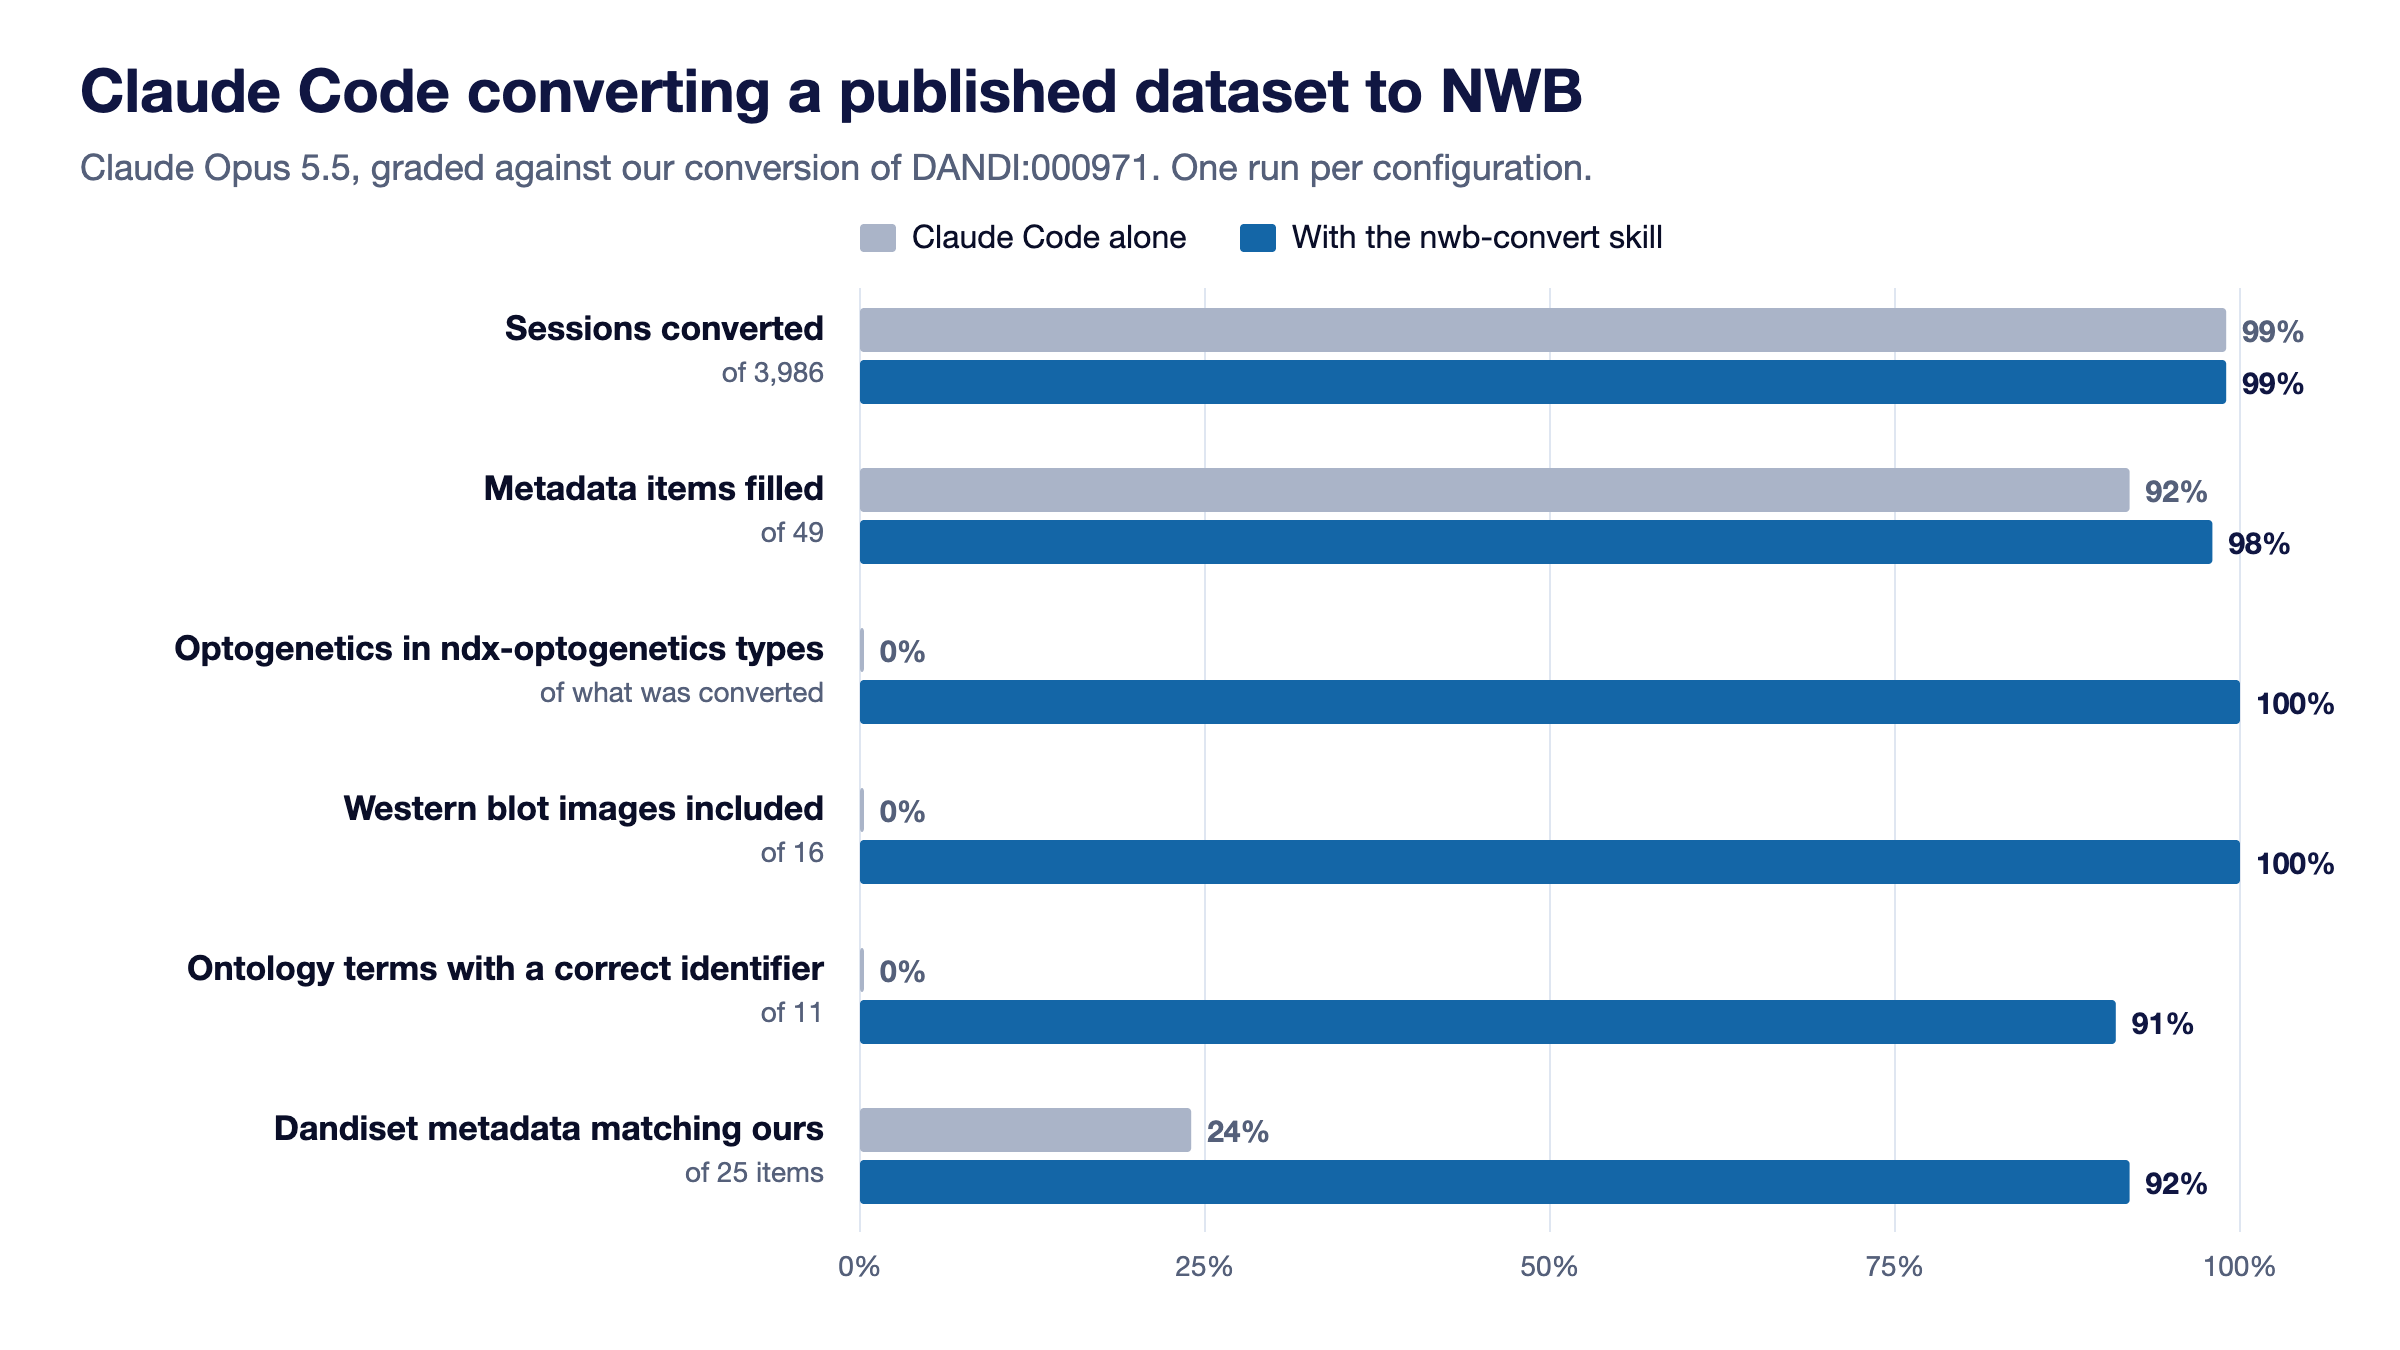 Claude Code converting a published dataset to NWB
Claude Opus 5.5, graded against our conversion of DANDI:000971. One run per configuration.
Claude Code alone
With the nwb-convert skill
Sessions converted
of 3,986
99%
99%
Metadata items filled
of 49
92%
98%
Optogenetics in ndx-optogenetics types
of what was converted
0%
100%
Western blot images included
of 16
0%
100%
Ontology terms with a correct identifier
of 11
0%
91%
Dandiset metadata matching ours
of 25 items
24%
92%
0%
25%
50%
75%
100%